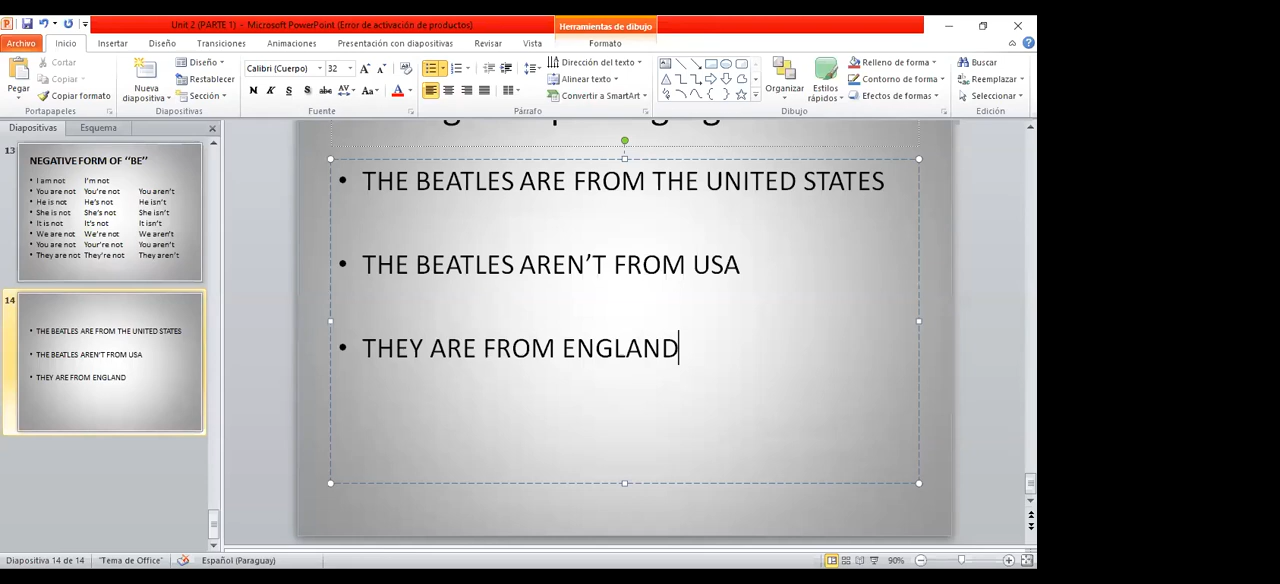 Unit 2 (PARTE 1) - Microsoft PowerPoint (Error de activación de productos)
Herramientas de dibujo
Archivo Inicio Insertar Diseño Transiciones Animaciones Presentación con diapositivas Revisar Vista Formato
Pegar
Cortar
Copiar
Copiar formato
Portapapeles
Nueva diapositiva
Diseño
Restablecer
Sección
Diapositivas
Calibri (Cuerpo) 32
N K S S abc AV Aa A
Fuente
Dirección del texto
Alinear texto
Convertir a SmartArt
Párrafo
Organizar
Estilos rápidos
Relleno de forma
Contorno de forma
Efectos de formas
Dibujo
Buscar
Reemplazar
Seleccionar
Edición
Diapositivas Esquema
13
NEGATIVE FORM OF “BE”
• I am not I'm not
• You are not You're not You aren't
• He is not He's not He isn't
• She is not She's not She isn't
• It is not It's not It isn't
• We are not We're not We aren't
• You are not Your're not You aren't
• They are not They're not They aren't
14
• THE BEATLES ARE FROM THE UNITED STATES
• THE BEATLES AREN'T FROM USA
• THEY ARE FROM ENGLAND
• THE BEATLES ARE FROM THE UNITED STATES
• THE BEATLES AREN’T FROM USA
• THEY ARE FROM ENGLAND
Diapositiva 14 de 14 "Tema de Office" Español (Paraguay) 90%